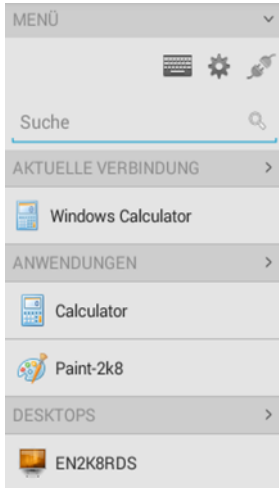 MENÜ
Suche
AKTUELLE VERBINDUNG
Windows Calculator
ANWENDUNGEN
Calculator
Paint-2k8
DESKTOPS
EN2K8RDS